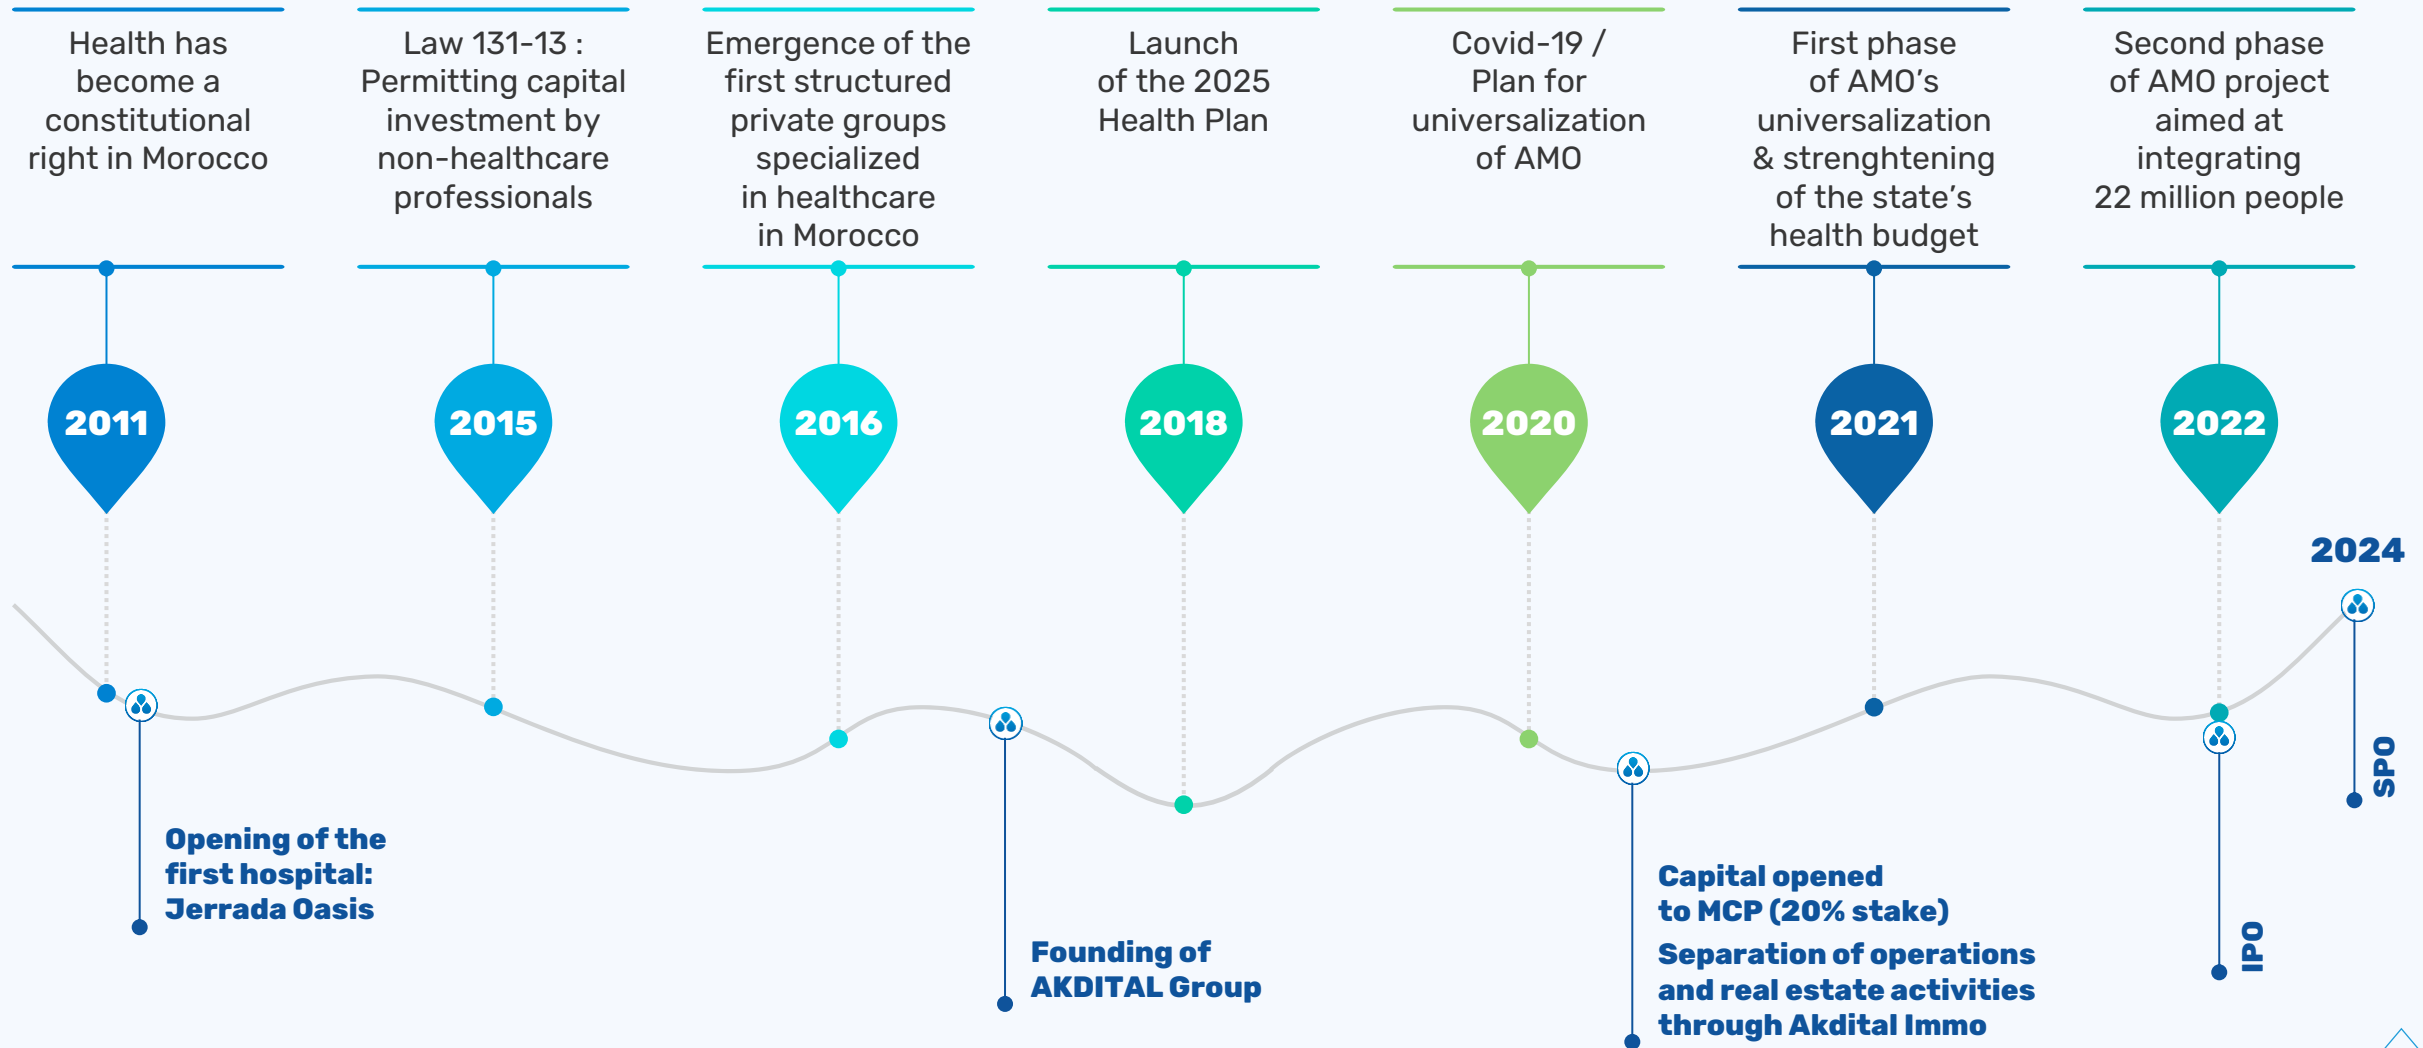 Health has
become a
constitutional
right in Morocco
Law 131-13 :
Permitting capital
investment by
non-healthcare
professionals
Emergence of the
first structured
private groups
specialized
in healthcare
in Morocco
Launch
of the 2025
Health Plan
Covid-19 /
Plan for
universalization
of AMO
First phase
of AMO’s
universalization
& strenghtening
of the state’s
health budget
Second phase
of AMO project
aimed at
integrating
22 million people
2011
2015
2016
2018
2020
2021
2022
2024
Opening of the
first hospital:
Jerrada Oasis
Founding of
AKDITAL Group
Capital opened
to MCP (20% stake)
Separation of operations
and real estate activities
through Akdital Immo
IPO
SPO